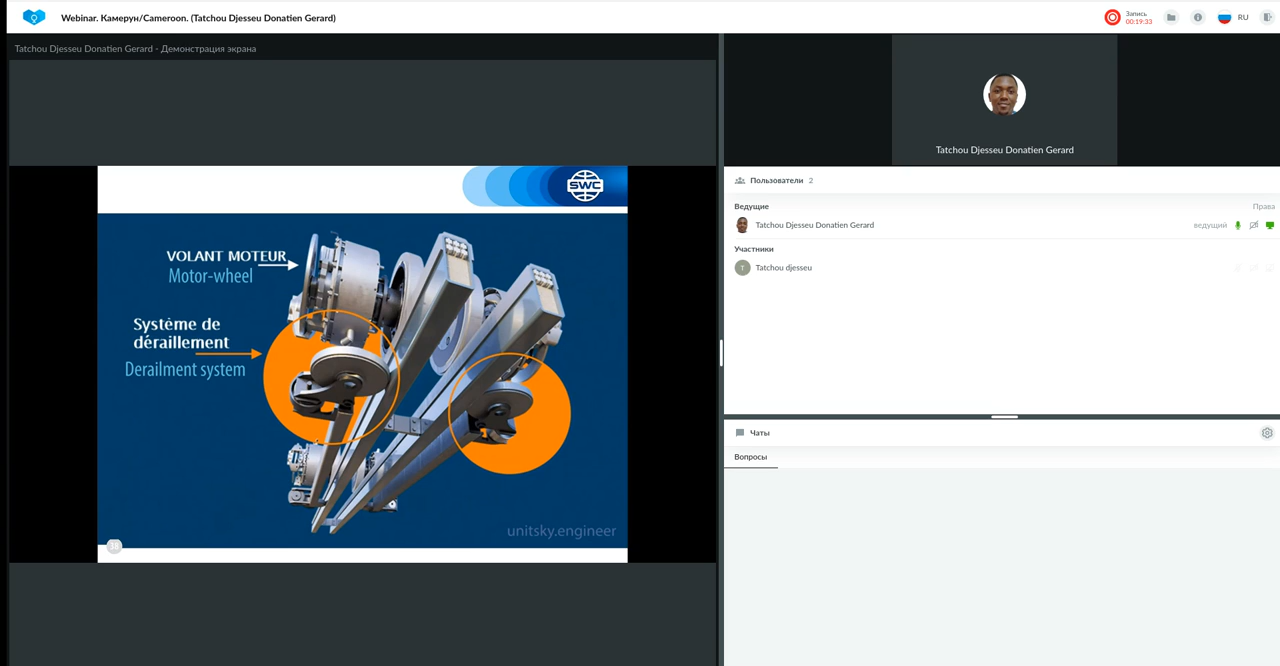 Webinar. Камерун/Cameroon. (Tatchou Djesseu Donatien Gerard)
Запись
00:19:33
RU
Tatchou Djesseu Donatien Gerard - Демонстрация экрана
SWC
VOLANT MOTEUR
Motor-wheel
Système de
déraillement
Derailment system
unitsky.engineer
Tatchou Djesseu Donatien Gerard
Пользователи 2
Ведущие Права
Tatchou Djesseu Donatien Gerard ведущий
Участники
T Tatchou djesseu
Чаты
Вопросы